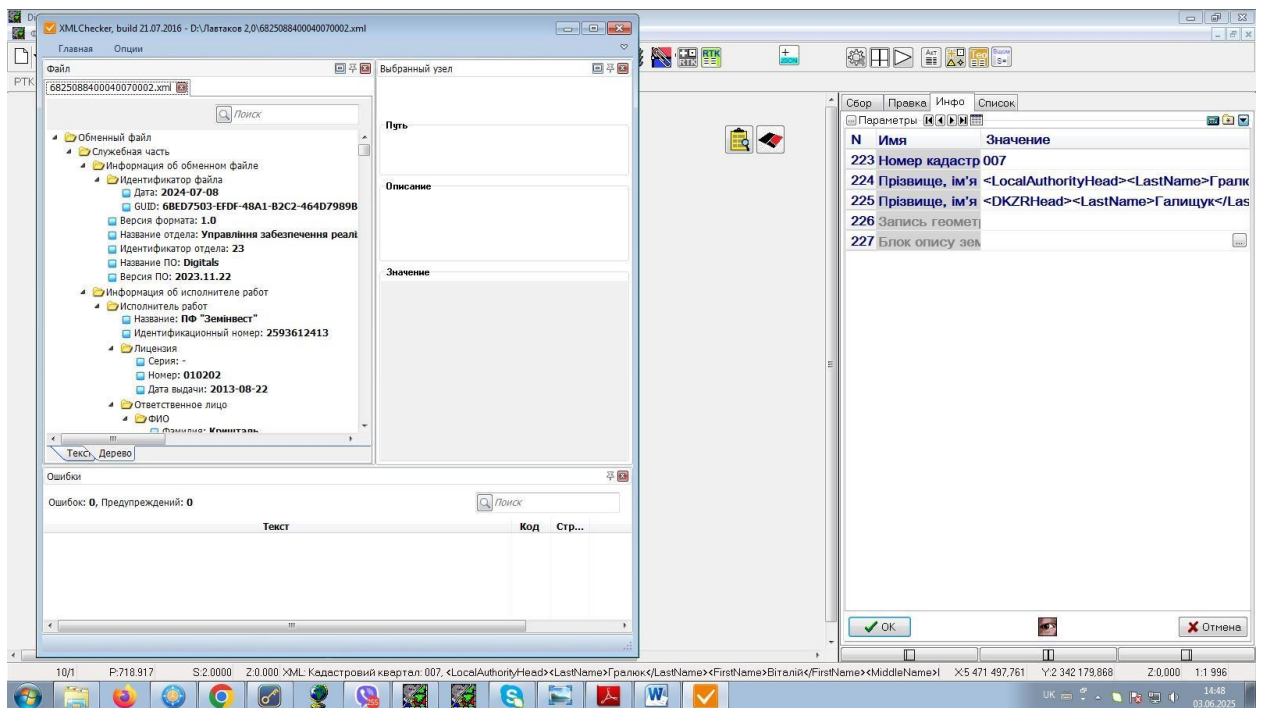 XMLChecker, build 21.07.2016 - D:\Лавтаков 2,0\6825088400040070002.xml
Главная Опции
Файл
6825088400040070002.xml
Поиск
Обменный файл
Служебная часть
Информация об обменном файле
Идентификатор файла
Дата: 2024-07-08
GUID: 6BED7503-EFDF-48A1-B2C2-464D7989B
Версия формата: 1.0
Название отдела: Управління забезпечення реалі
Идентификатор отдела: 23
Название ПО: Digitals
Версия ПО: 2023.11.22
Информация об исполнителе работ
Исполнитель работ
Название: ПФ "Земінвест"
Идентификационный номер: 2593612413
Лицензия
Серия: -
Номер: 010202
Дата выдачи: 2013-08-22
Ответственное лицо
ФИО
Фамилия: Кришталь
Текст Дерево
Выбранный узел
Путь
Описание
Значение
Ошибки
Ошибок: 0, Предупреждений: 0
Поиск
Текст Код Стр...
РТК
RTK
JSON
Сбор Правка Инфо Список
Параметры
N Имя Значение
223 Номер кадастр 007
224 Прізвище, ім'я <LocalAuthorityHead><LastName>Гралюк
225 Прізвище, ім'я <DKZRHead><LastName>Галищук</Las
226 Запись геомет
227 Блок опису зем
OK Отмена
10/1 P:718.917 S:2.0000 Z:0.000 XML: Кадастровий квартал: 007, <LocalAuthorityHead><LastName>Гралюк</LastName><FirstName>Віталій</FirstName><MiddleName>І X:5 471 497,761 Y:2 342 179,868 Z:0,000 1:1 996
UK 14:48
03.06.2025